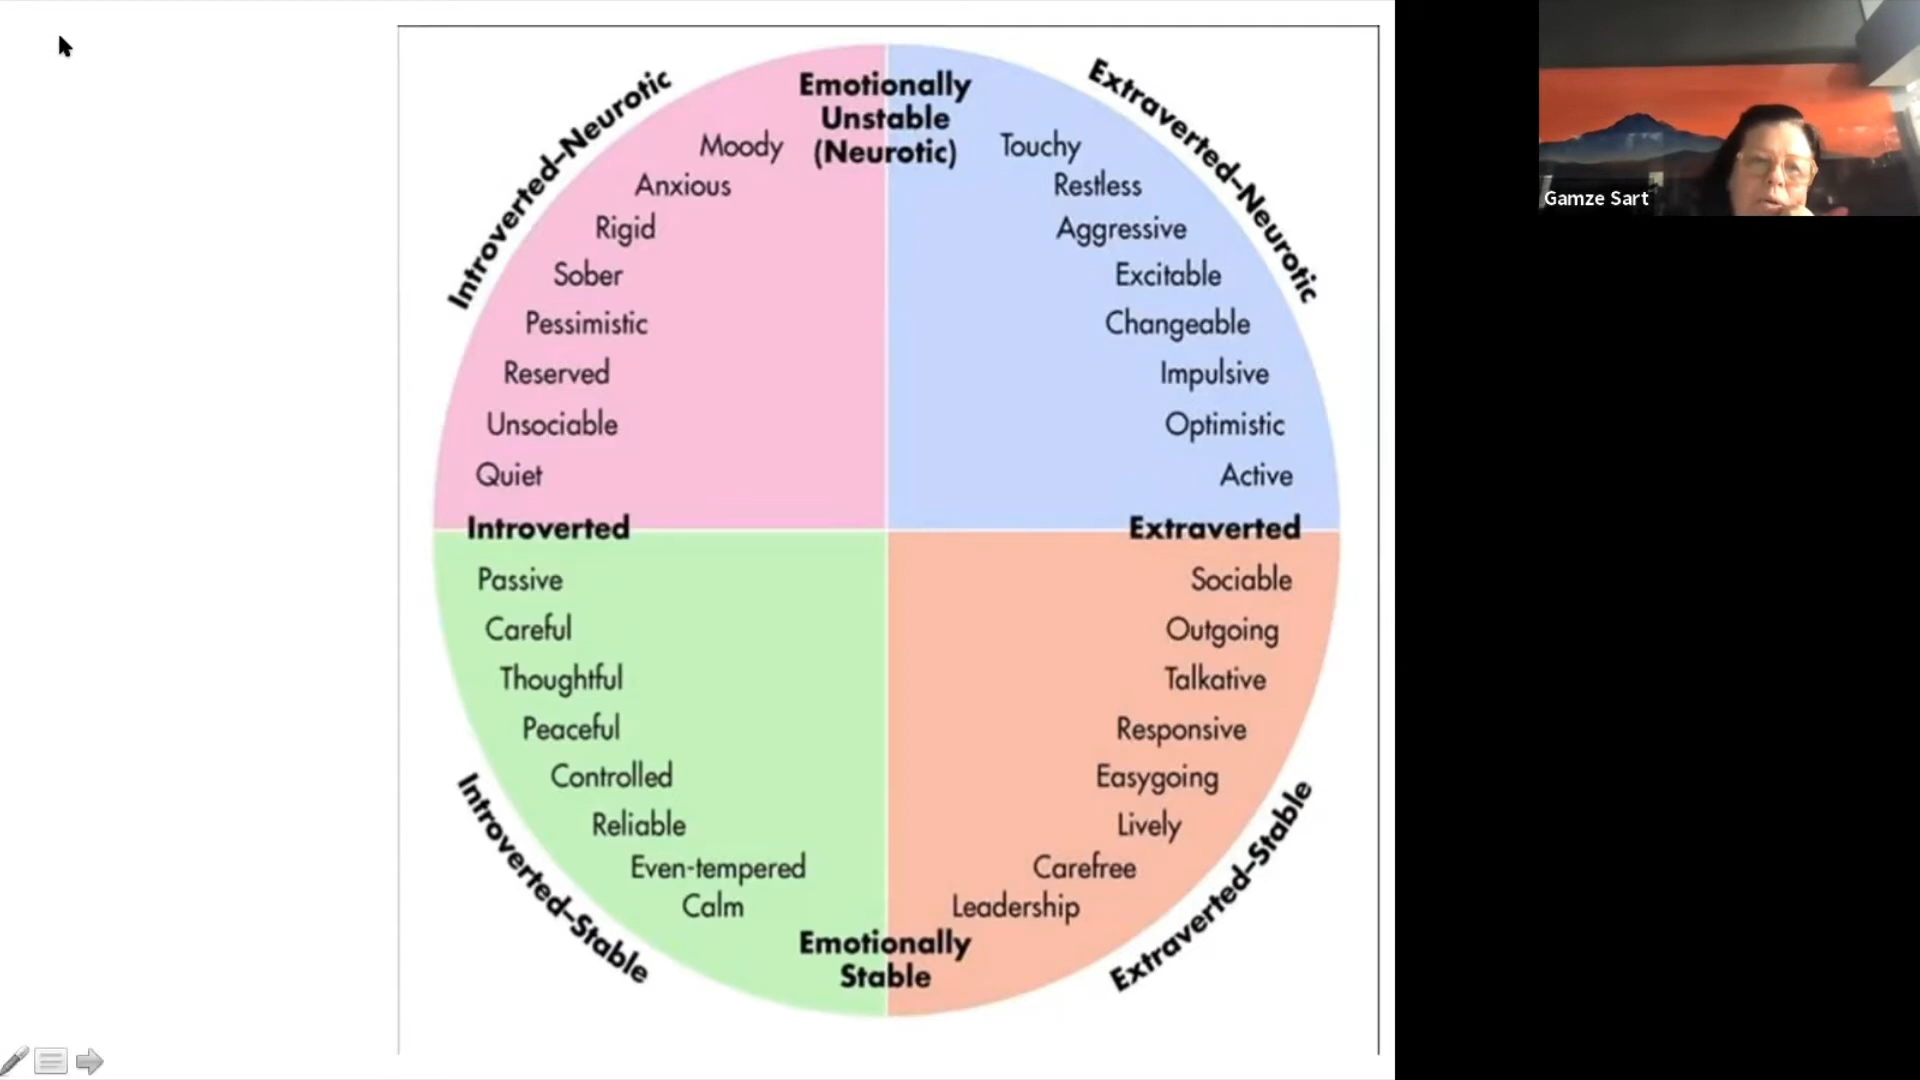 Introverted–Neurotic
Extraverted–Neurotic
Emotionally
Unstable
(Neurotic)
Moody
Anxious
Rigid
Sober
Pessimistic
Reserved
Unsociable
Quiet
Touchy
Restless
Aggressive
Excitable
Changeable
Impulsive
Optimistic
Active
Introverted
Extraverted
Passive
Careful
Thoughtful
Peaceful
Controlled
Reliable
Even-tempered
Calm
Sociable
Outgoing
Talkative
Responsive
Easygoing
Lively
Carefree
Leadership
Emotionally
Stable
Introverted–Stable
Extraverted–Stable
Gamze Sart